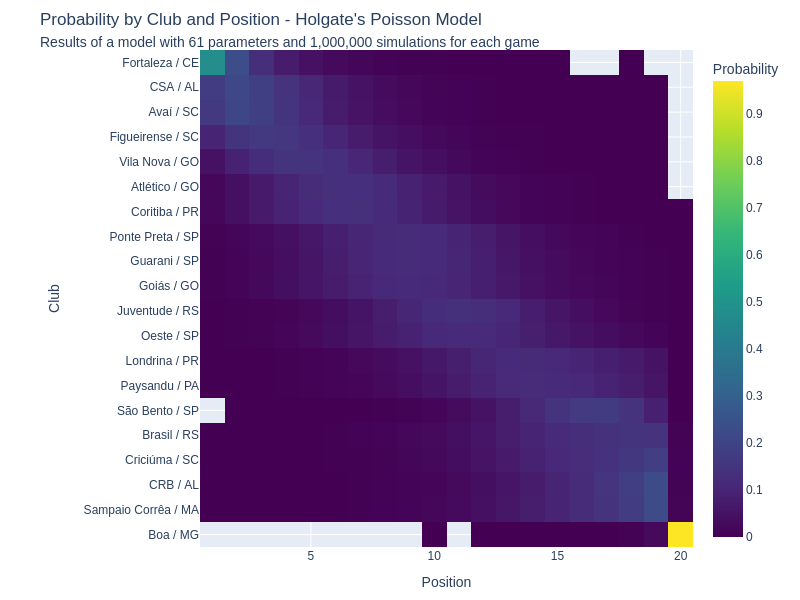 Probability by Club and Position - Holgate's Poisson Model
Results of a model with 61 parameters and 1,000,000 simulations for each game
Probability
Fortaleza / CE
CSA / AL
Avaí / SC
Figueirense / SC
Vila Nova / GO
Atlético / GO
Coritiba / PR
Ponte Preta / SP
Guarani / SP
Goiás / GO
Juventude / RS
Oeste / SP
Londrina / PR
Paysandu / PA
São Bento / SP
Brasil / RS
Criciúma / SC
CRB / AL
Sampaio Corrêa / MA
Boa / MG
Club
5
10
15
20
Position
0.9
0.8
0.7
0.6
0.5
0.4
0.3
0.2
0.1
0